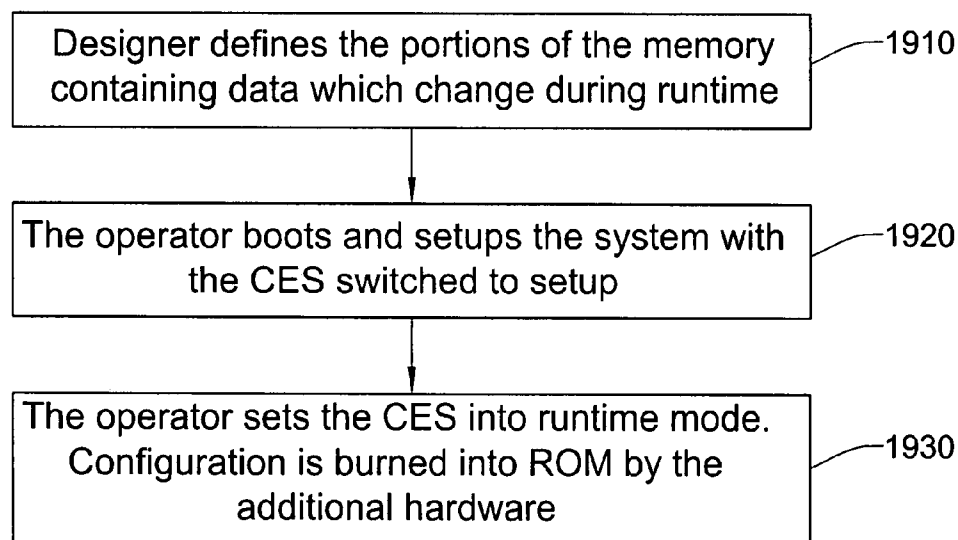 Designer defines the portions of the memory
containing data which change during runtime
1910
The operator boots and setups the system with
the CES switched to setup
1920
The operator sets the CES into runtime mode.
Configuration is burned into ROM by the
additional hardware
1930